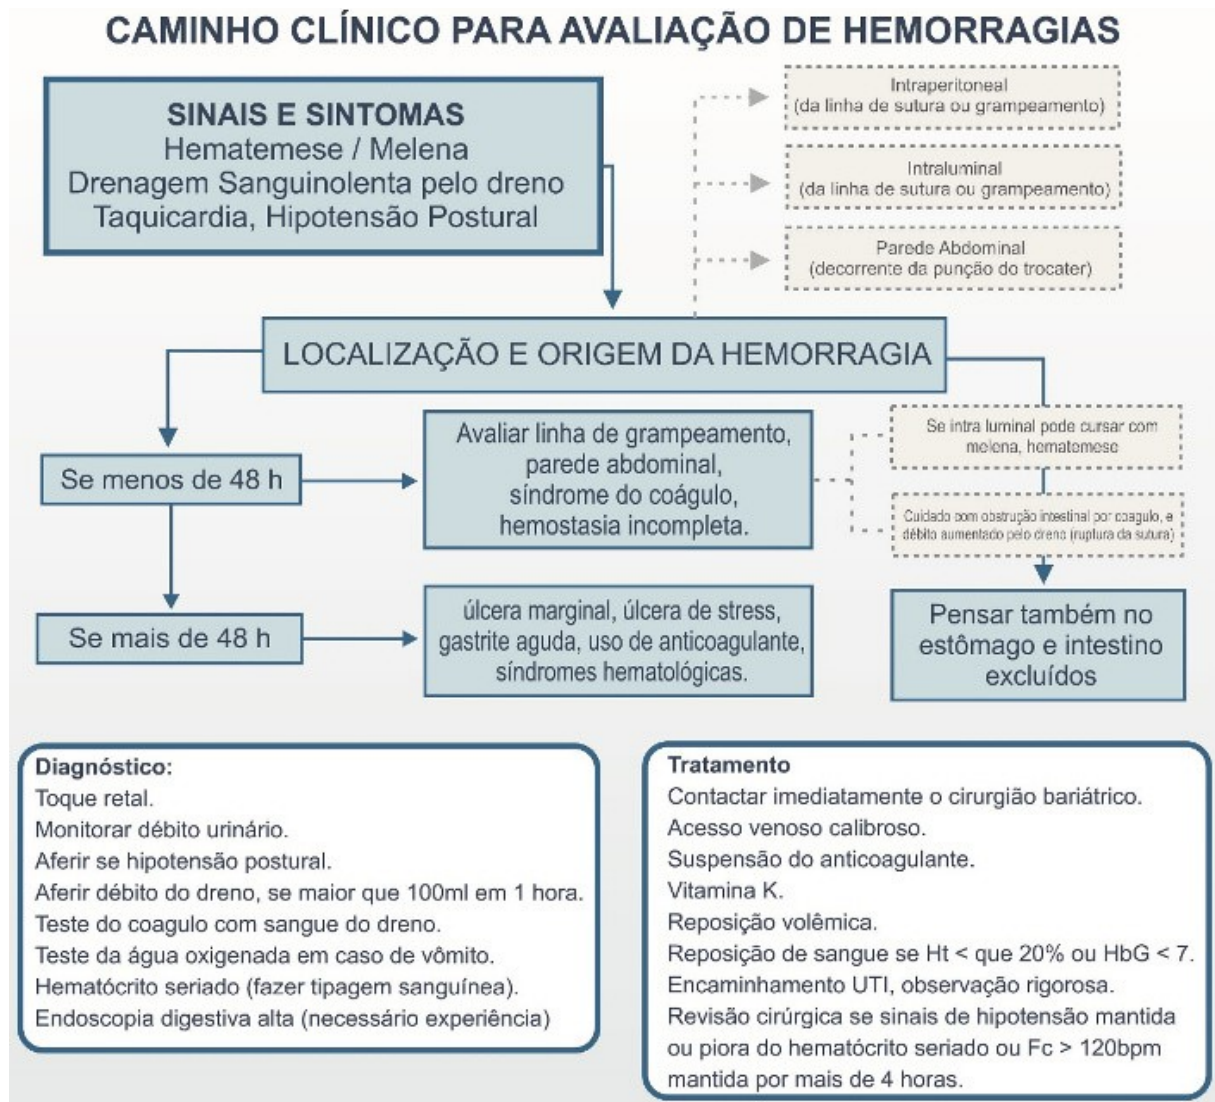 CAMINHO CLÍNICO PARA AVALIAÇÃO DE HEMORRAGIAS
SINAIS E SINTOMAS
Hematemese / Melena
Drenagem Sanguinolenta pelo dreno
Taquicardia, Hipotensão Postural
Intraperitoneal
(da linha de sutura ou grampeamento)
Intraluminal
(da linha de sutura ou grampeamento)
Parede Abdominal
(decorrente da punção do trocater)
LOCALIZAÇÃO E ORIGEM DA HEMORRAGIA
Se menos de 48 h
Avaliar linha de grampeamento,
parede abdominal,
síndrome do coágulo,
hemostasia incompleta.
Se intra luminal pode cursar com
melena, hematemese
Cuidado com obstrução intestinal por coagulo, e
débito aumentado pelo dreno (ruptura da sutura)
Se mais de 48 h
úlcera marginal, úlcera de stress,
gastrite aguda, uso de anticoagulante,
síndromes hematológicas.
Pensar também no
estômago e intestino
excluídos
Diagnóstico:
Toque retal.
Monitorar débito urinário.
Aferir se hipotensão postural.
Aferir débito do dreno, se maior que 100ml em 1 hora.
Teste do coagulo com sangue do dreno.
Teste da água oxigenada em caso de vômito.
Hematócrito seriado (fazer tipagem sanguínea).
Endoscopia digestiva alta (necessário experiência)
Tratamento
Contactar imediatamente o cirurgião bariátrico.
Acesso venoso calibroso.
Suspensão do anticoagulante.
Vitamina K.
Reposição volêmica.
Reposição de sangue se Ht < que 20% ou HbG < 7.
Encaminhamento UTI, observação rigorosa.
Revisão cirúrgica se sinais de hipotensão mantida
ou piora do hematócrito seriado ou Fc > 120bpm
mantida por mais de 4 horas.